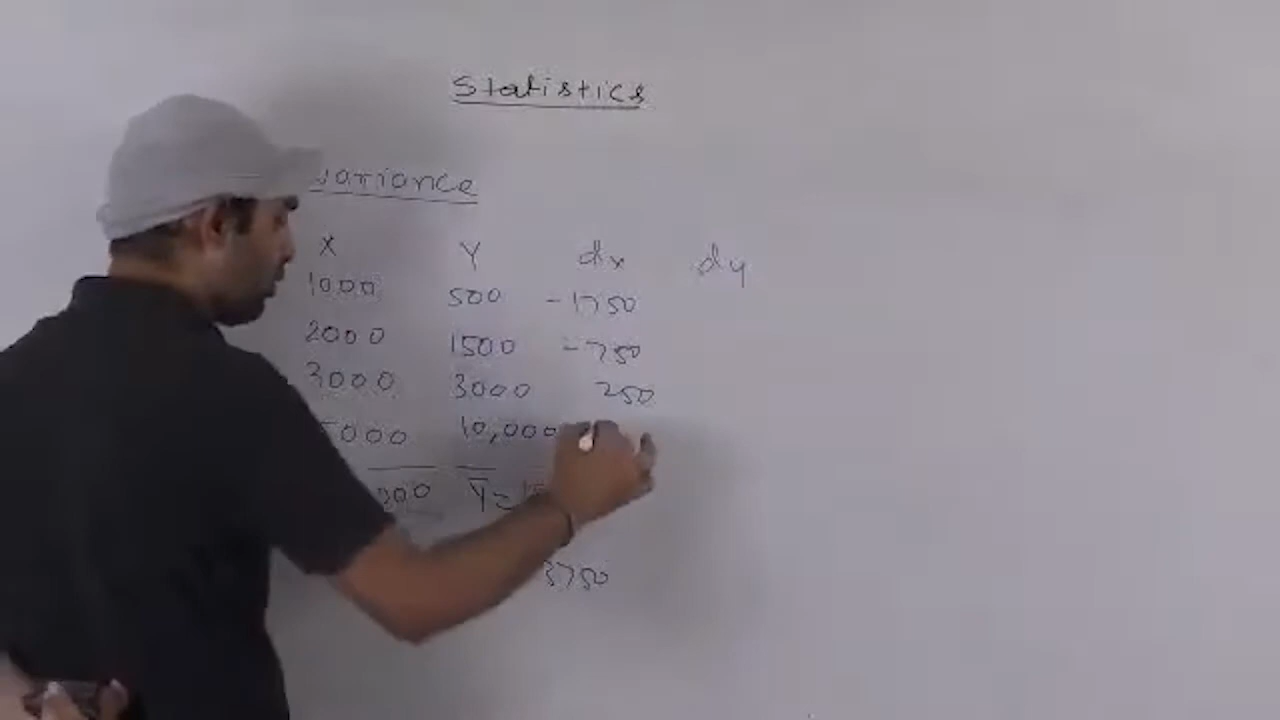 Statistics
variance
X Y dx dy
1000 500 -1750
2000 1500 -750
3000 3000 250
5000 10,000
Y̅ =
3750